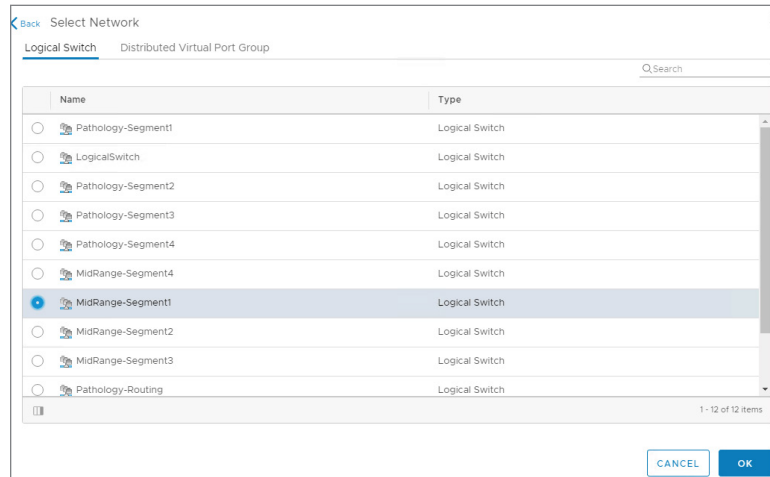 Back Select Network
Logical Switch Distributed Virtual Port Group
Search
Name Type
Pathology-Segment1 Logical Switch
LogicalSwitch Logical Switch
Pathology-Segment2 Logical Switch
Pathology-Segment3 Logical Switch
Pathology-Segment4 Logical Switch
MidRange-Segment4 Logical Switch
MidRange-Segment1 Logical Switch
MidRange-Segment2 Logical Switch
MidRange-Segment3 Logical Switch
Pathology-Routing Logical Switch
1 - 12 of 12 items
CANCEL OK